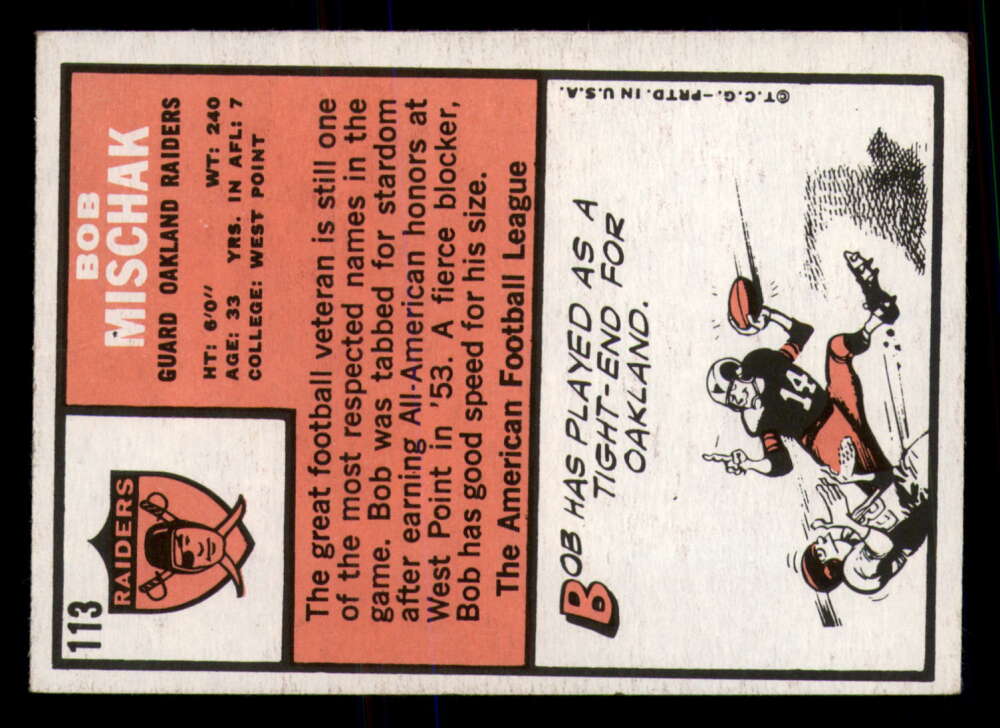 113
RAIDERS
BOB
MISCHAK
GUARD OAKLAND RAIDERS
HT: 6'0" WT: 240
AGE: 33 YRS. IN AFL: 7
COLLEGE: WEST POINT
The great football veteran is still one
of the most respected names in the
game. Bob was tabbed for stardom
after earning All-American honors at
West Point in '53. A fierce blocker,
Bob has good speed for his size.
The American Football League
BOB HAS PLAYED AS A
TIGHT-END FOR
OAKLAND.
14
©T.C.G.—PRTD. IN U.S.A.